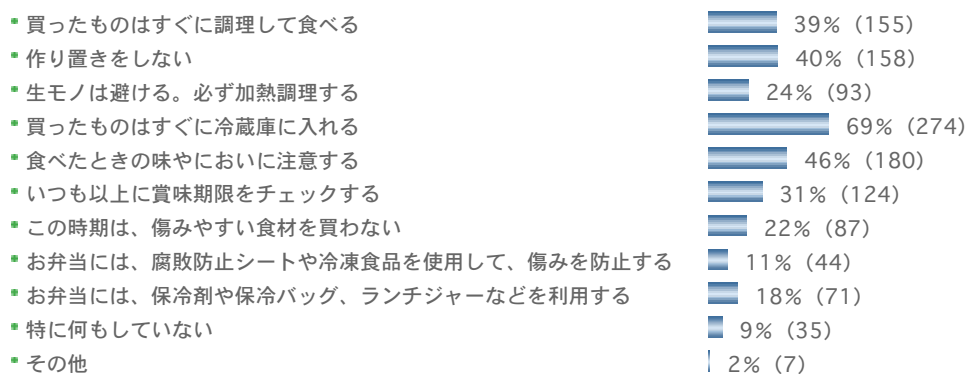 買ったものはすぐに調理して食べる 39%（155）
作り置きをしない 40%（158）
生モノは避ける。必ず加熱調理する 24%（93）
買ったものはすぐに冷蔵庫に入れる 69%（274）
食べたときの味やにおいに注意する 46%（180）
いつも以上に賞味期限をチェックする 31%（124）
この時期は、傷みやすい食材を買わない 22%（87）
お弁当には、腐敗防止シートや冷凍食品を使用して、傷みを防止する 11%（44）
お弁当には、保冷剤や保冷バッグ、ランチジャーなどを利用する 18%（71）
特に何もしていない 9%（35）
その他 2%（7）